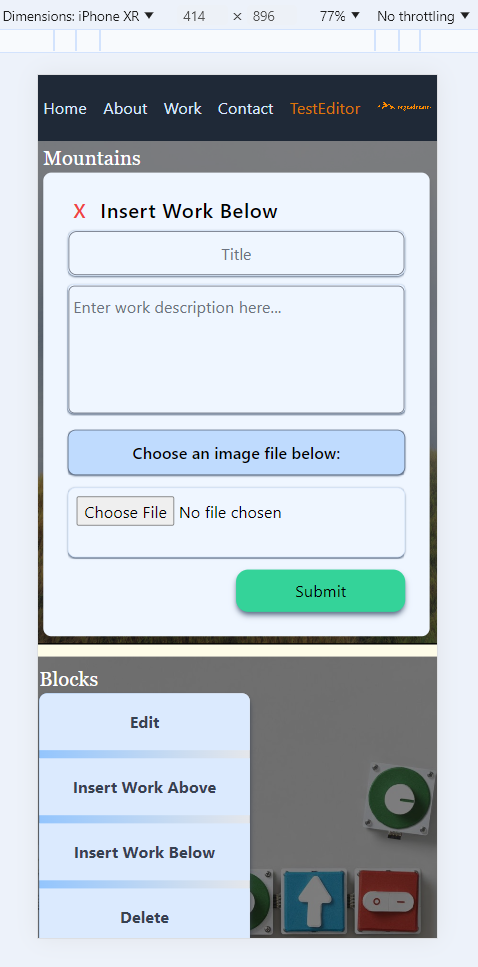 Dimensions: iPhone XR ▼ 414 × 896 77% ▼ No throttling ▼
Home About Work Contact TestEditor
Mountains
X Insert Work Below
Title
Enter work description here...
Choose an image file below:
Choose File No file chosen
Submit
Blocks
Edit
Insert Work Above
Insert Work Below
Delete